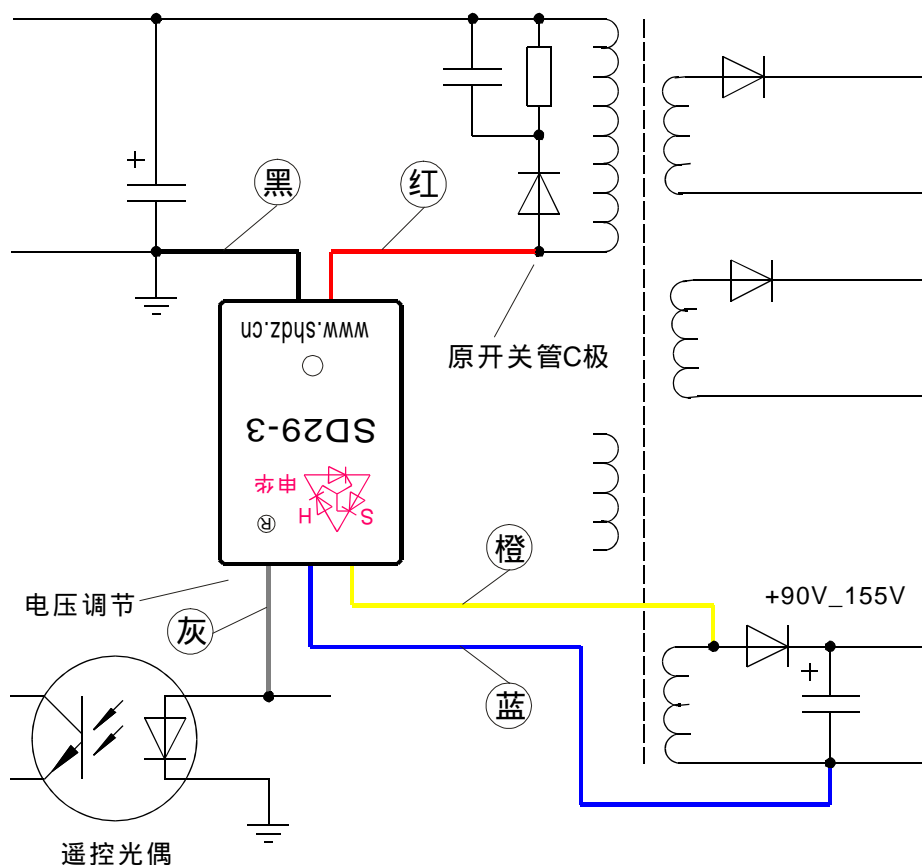 黑
红
www.shdz.cn
原开关管C极
SD29-3
申华
H
S
®
橙
电压调节
+90V_155V
灰
+
+
蓝
遥控光偶